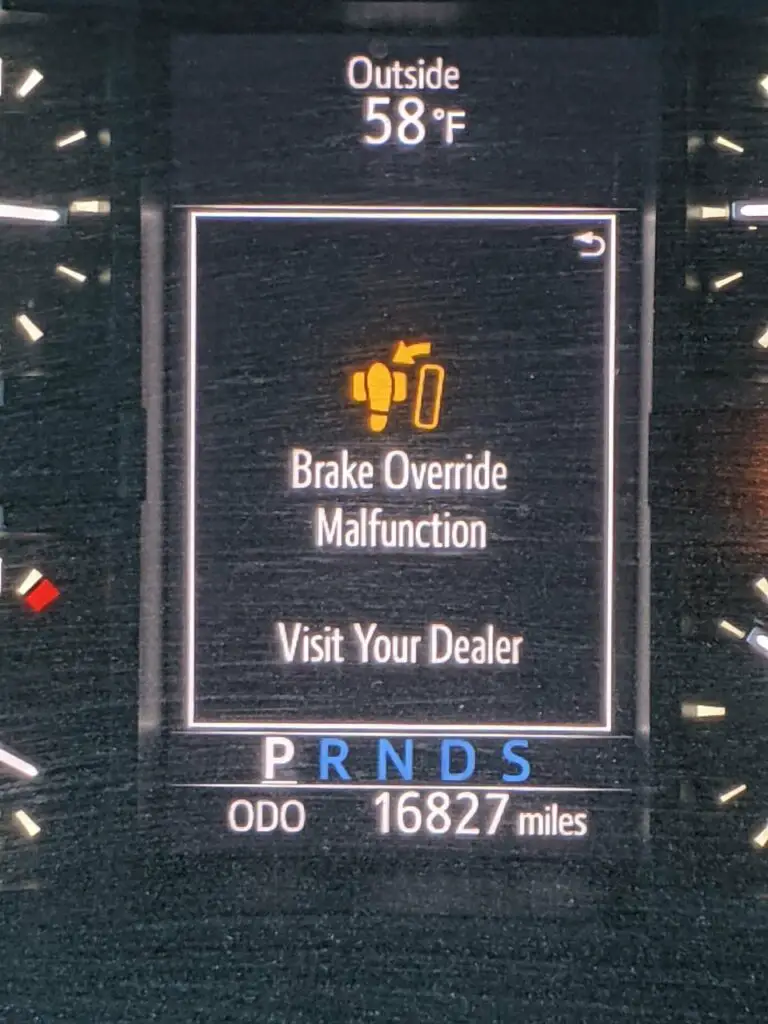 Outside
58°F
Brake Override
Malfunction
Visit Your Dealer
P R N D S
ODO 16827 miles